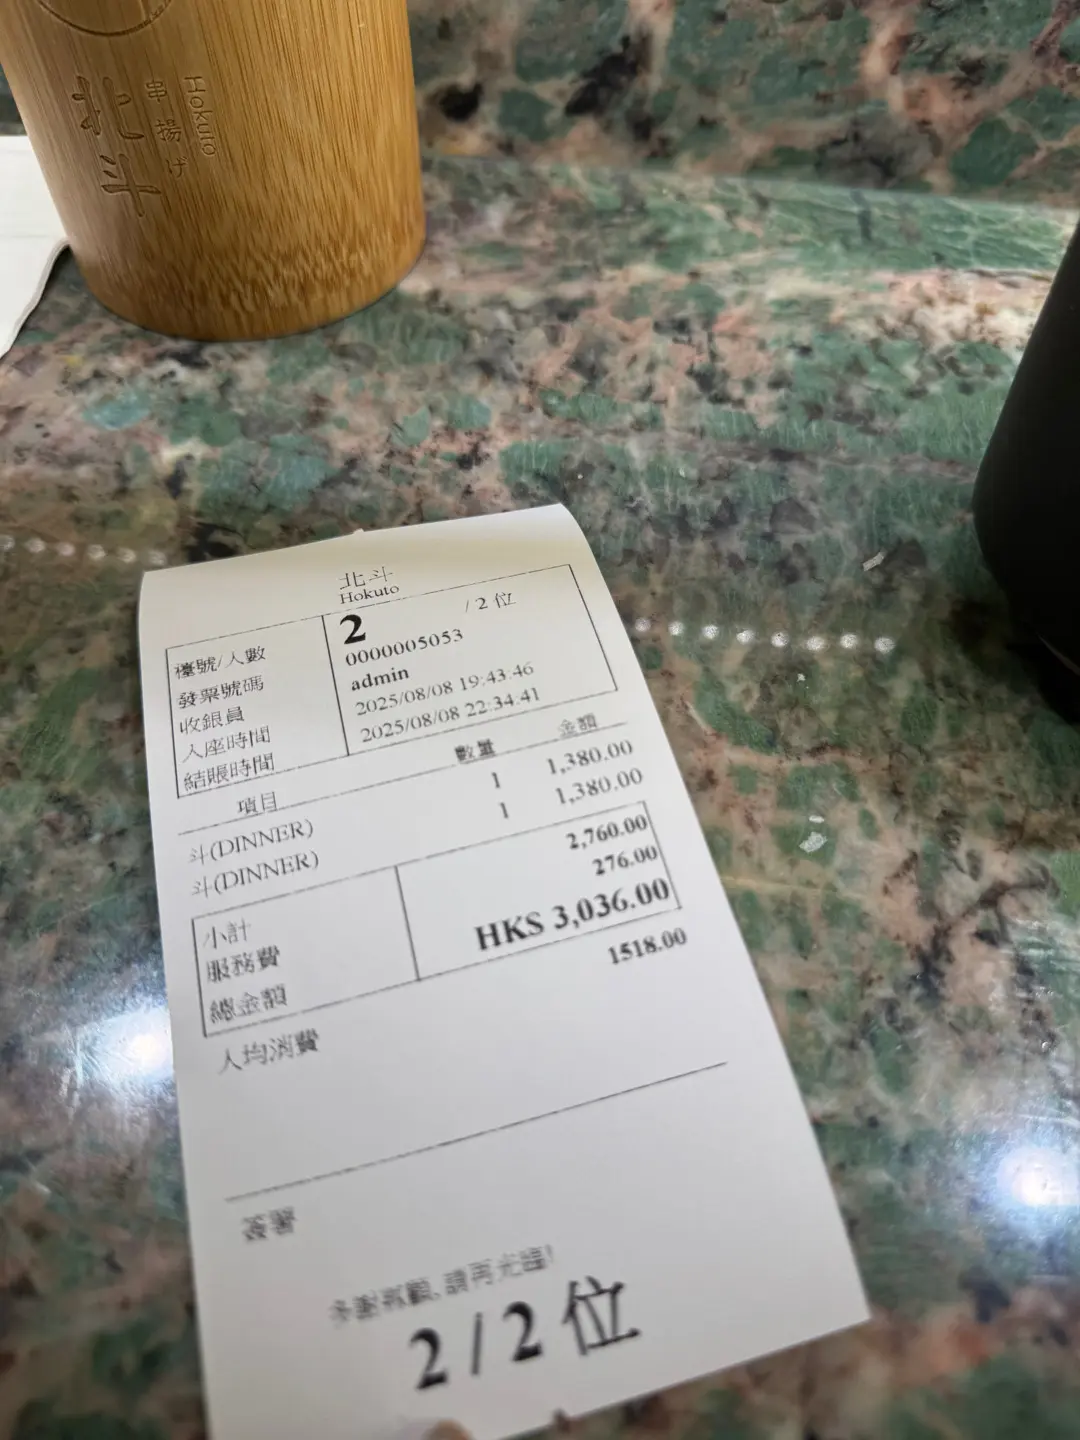 北斗
串揚げ
Hokuto
北斗
Hokuto
檯號/人數 2 / 2 位
發票號碼 0000005053
收銀員 admin
入座時間 2025/08/08 19:43:46
結賬時間 2025/08/08 22:34:41
項目 數量 金額
斗(DINNER) 1 1,380.00
斗(DINNER) 1 1,380.00
小計 2,760.00
服務費 276.00
總金額 HK$ 3,036.00
人均消費 1518.00
簽署
多謝惠顧,請再光臨!
2 / 2 位